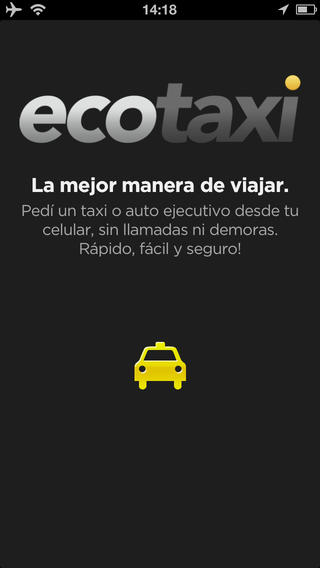 14:18
ecotaxi
La mejor manera de viajar.
Pedí un taxi o auto ejecutivo desde tu
celular, sin llamadas ni demoras.
Rápido, fácil y seguro!